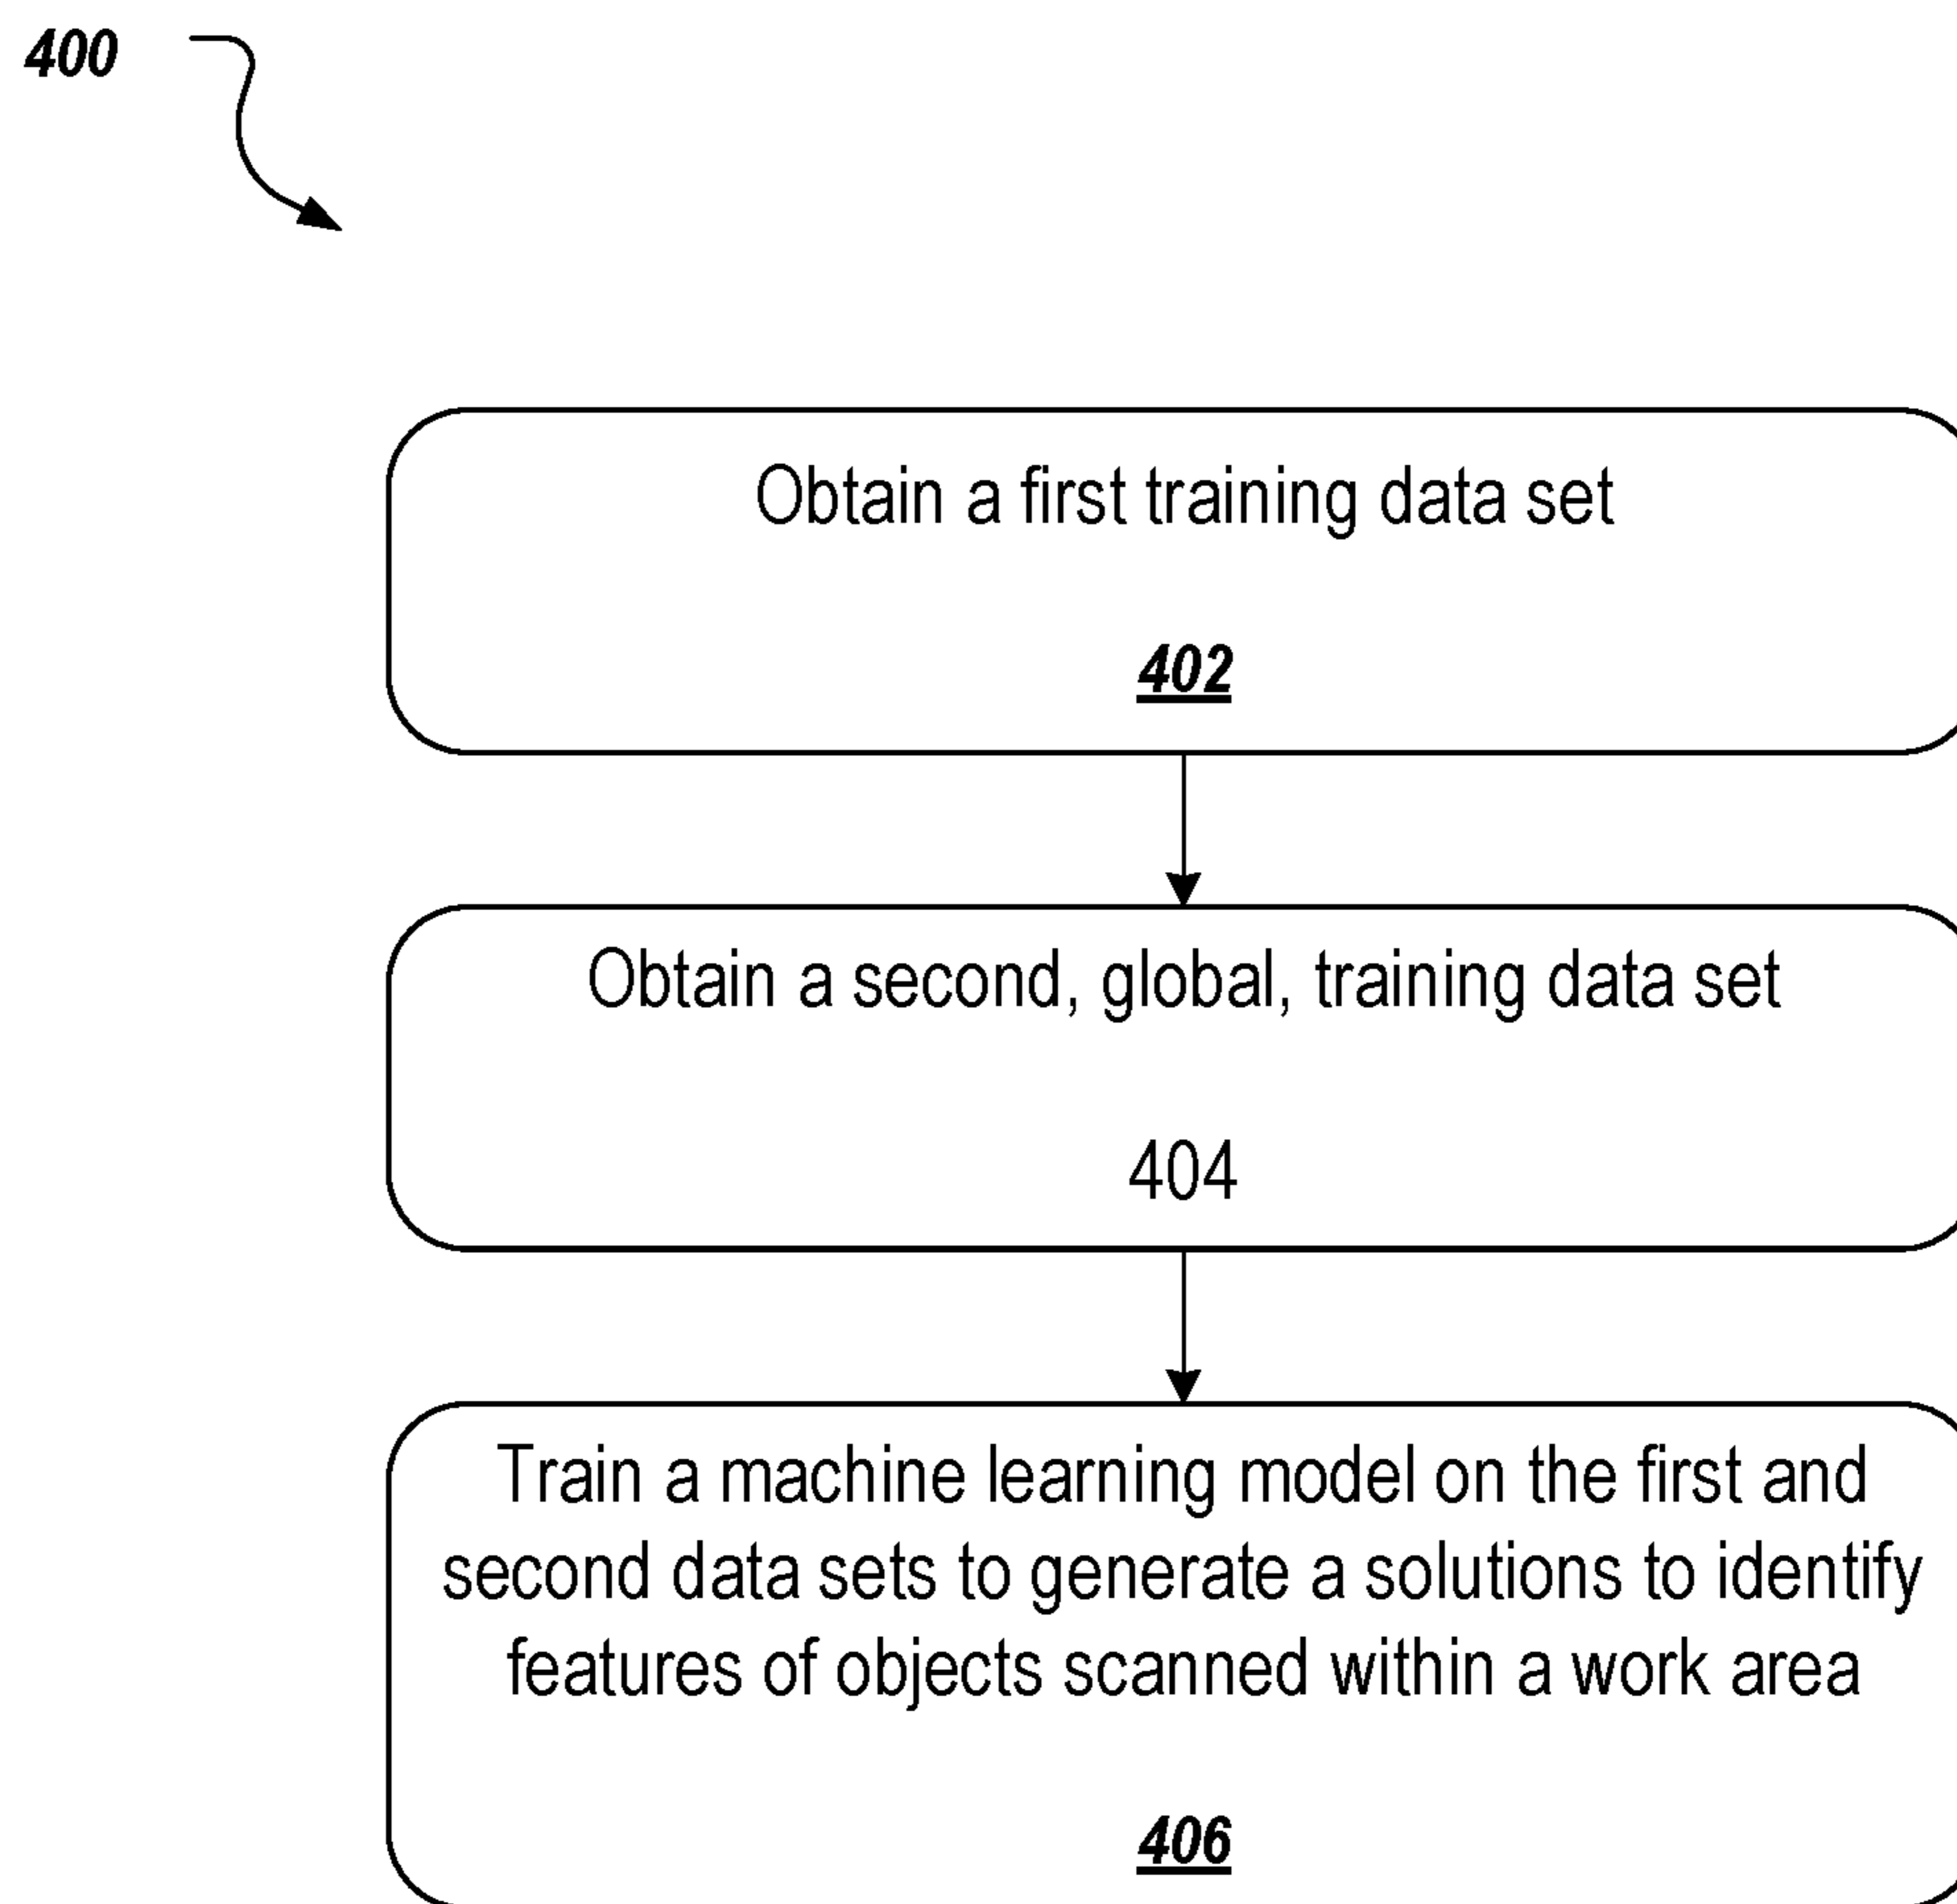 400
Obtain a first training data set
402
Obtain a second, global, training data set
404
Train a machine learning model on the first and
second data sets to generate a solutions to identify
features of objects scanned within a work area
406